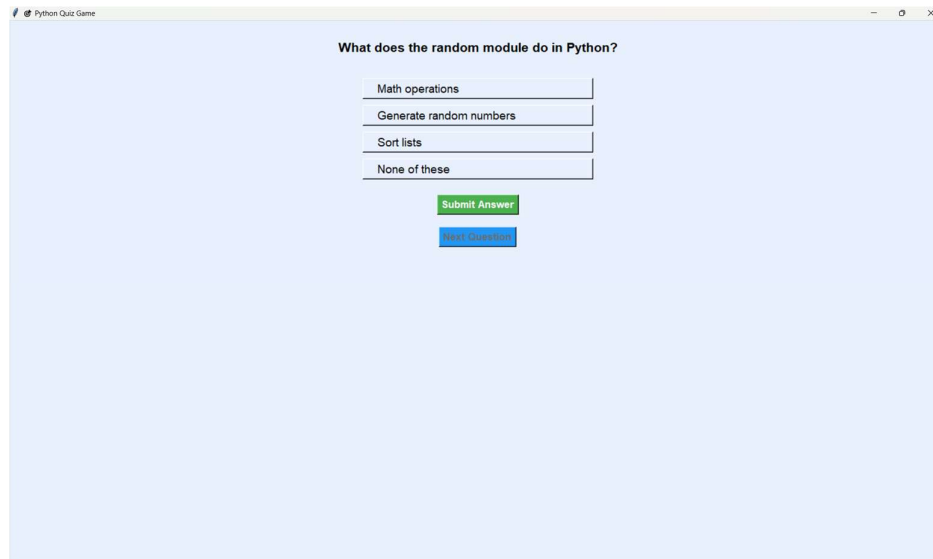 Python Quiz Game
What does the random module do in Python?
Math operations
Generate random numbers
Sort lists
None of these
Submit Answer
Next Question